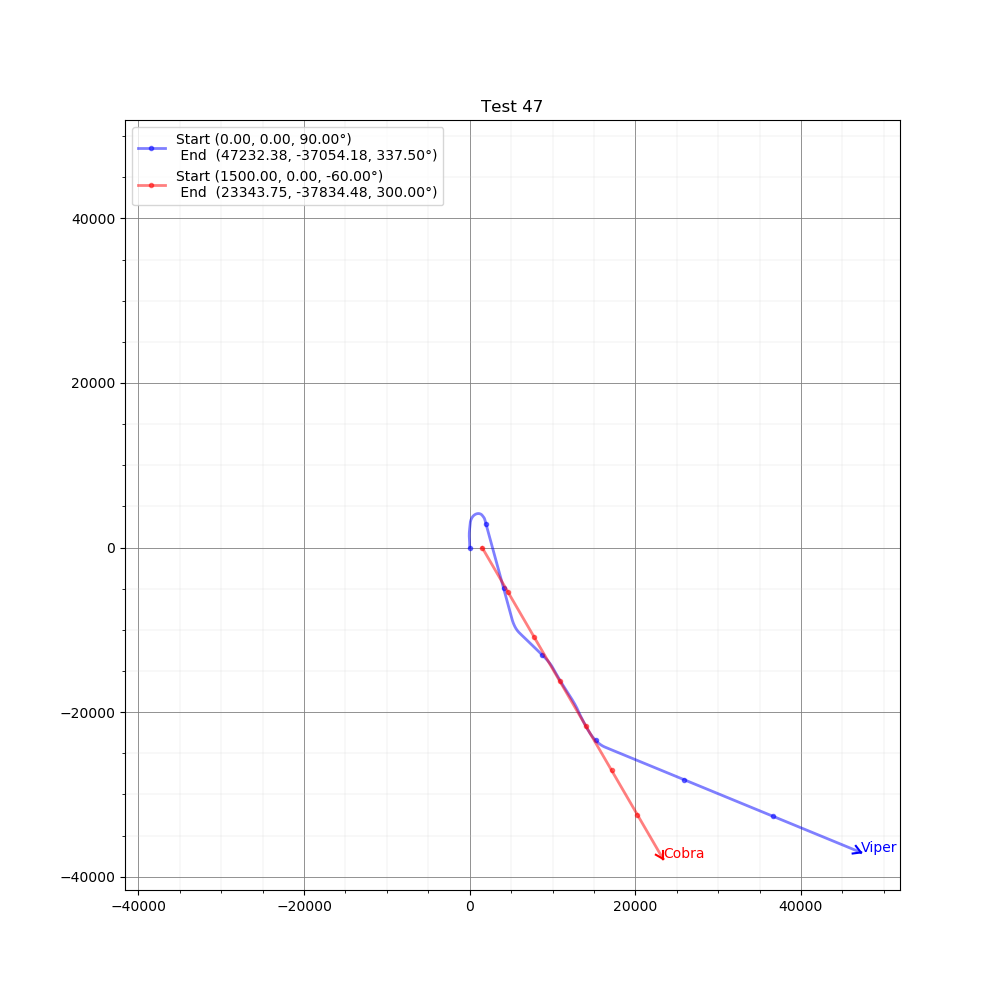 Test 47
Start (0.00, 0.00, 90.00°)
End  (47232.38, -37054.18, 337.50°)
Start (1500.00, 0.00, -60.00°)
End  (23343.75, -37834.48, 300.00°)
40000
20000
0
−20000
−40000
Viper
Cobra
−40000
−20000
0
20000
40000